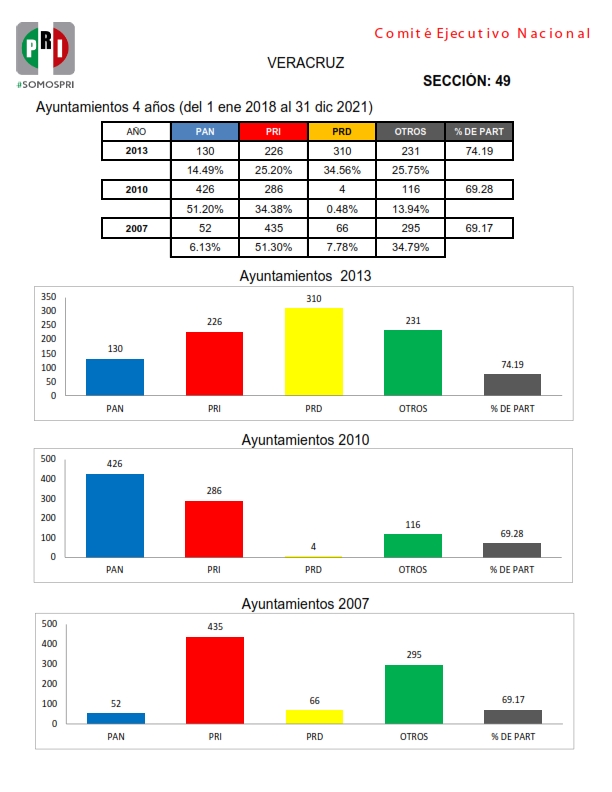 Comité Ejecutivo Nacional
PRI
#SOMOSPRI
VERACRUZ
SECCIÓN: 49
Ayuntamientos 4 años (del 1 ene 2018 al 31 dic 2021)
AÑO PAN PRI PRD OTROS % DE PART
2013 130 226 310 231 74.19
14.49% 25.20% 34.56% 25.75%
2010 426 286 4 116 69.28
51.20% 34.38% 0.48% 13.94%
2007 52 435 66 295 69.17
6.13% 51.30% 7.78% 34.79%
Ayuntamientos 2013
350
300
250
200
150
100
50
0
130 226 310 231 74.19
PAN PRI PRD OTROS % DE PART
Ayuntamientos 2010
500
400
300
200
100
0
426 286 4 116 69.28
PAN PRI PRD OTROS % DE PART
Ayuntamientos 2007
500
400
300
200
100
0
52 435 66 295 69.17
PAN PRI PRD OTROS % DE PART